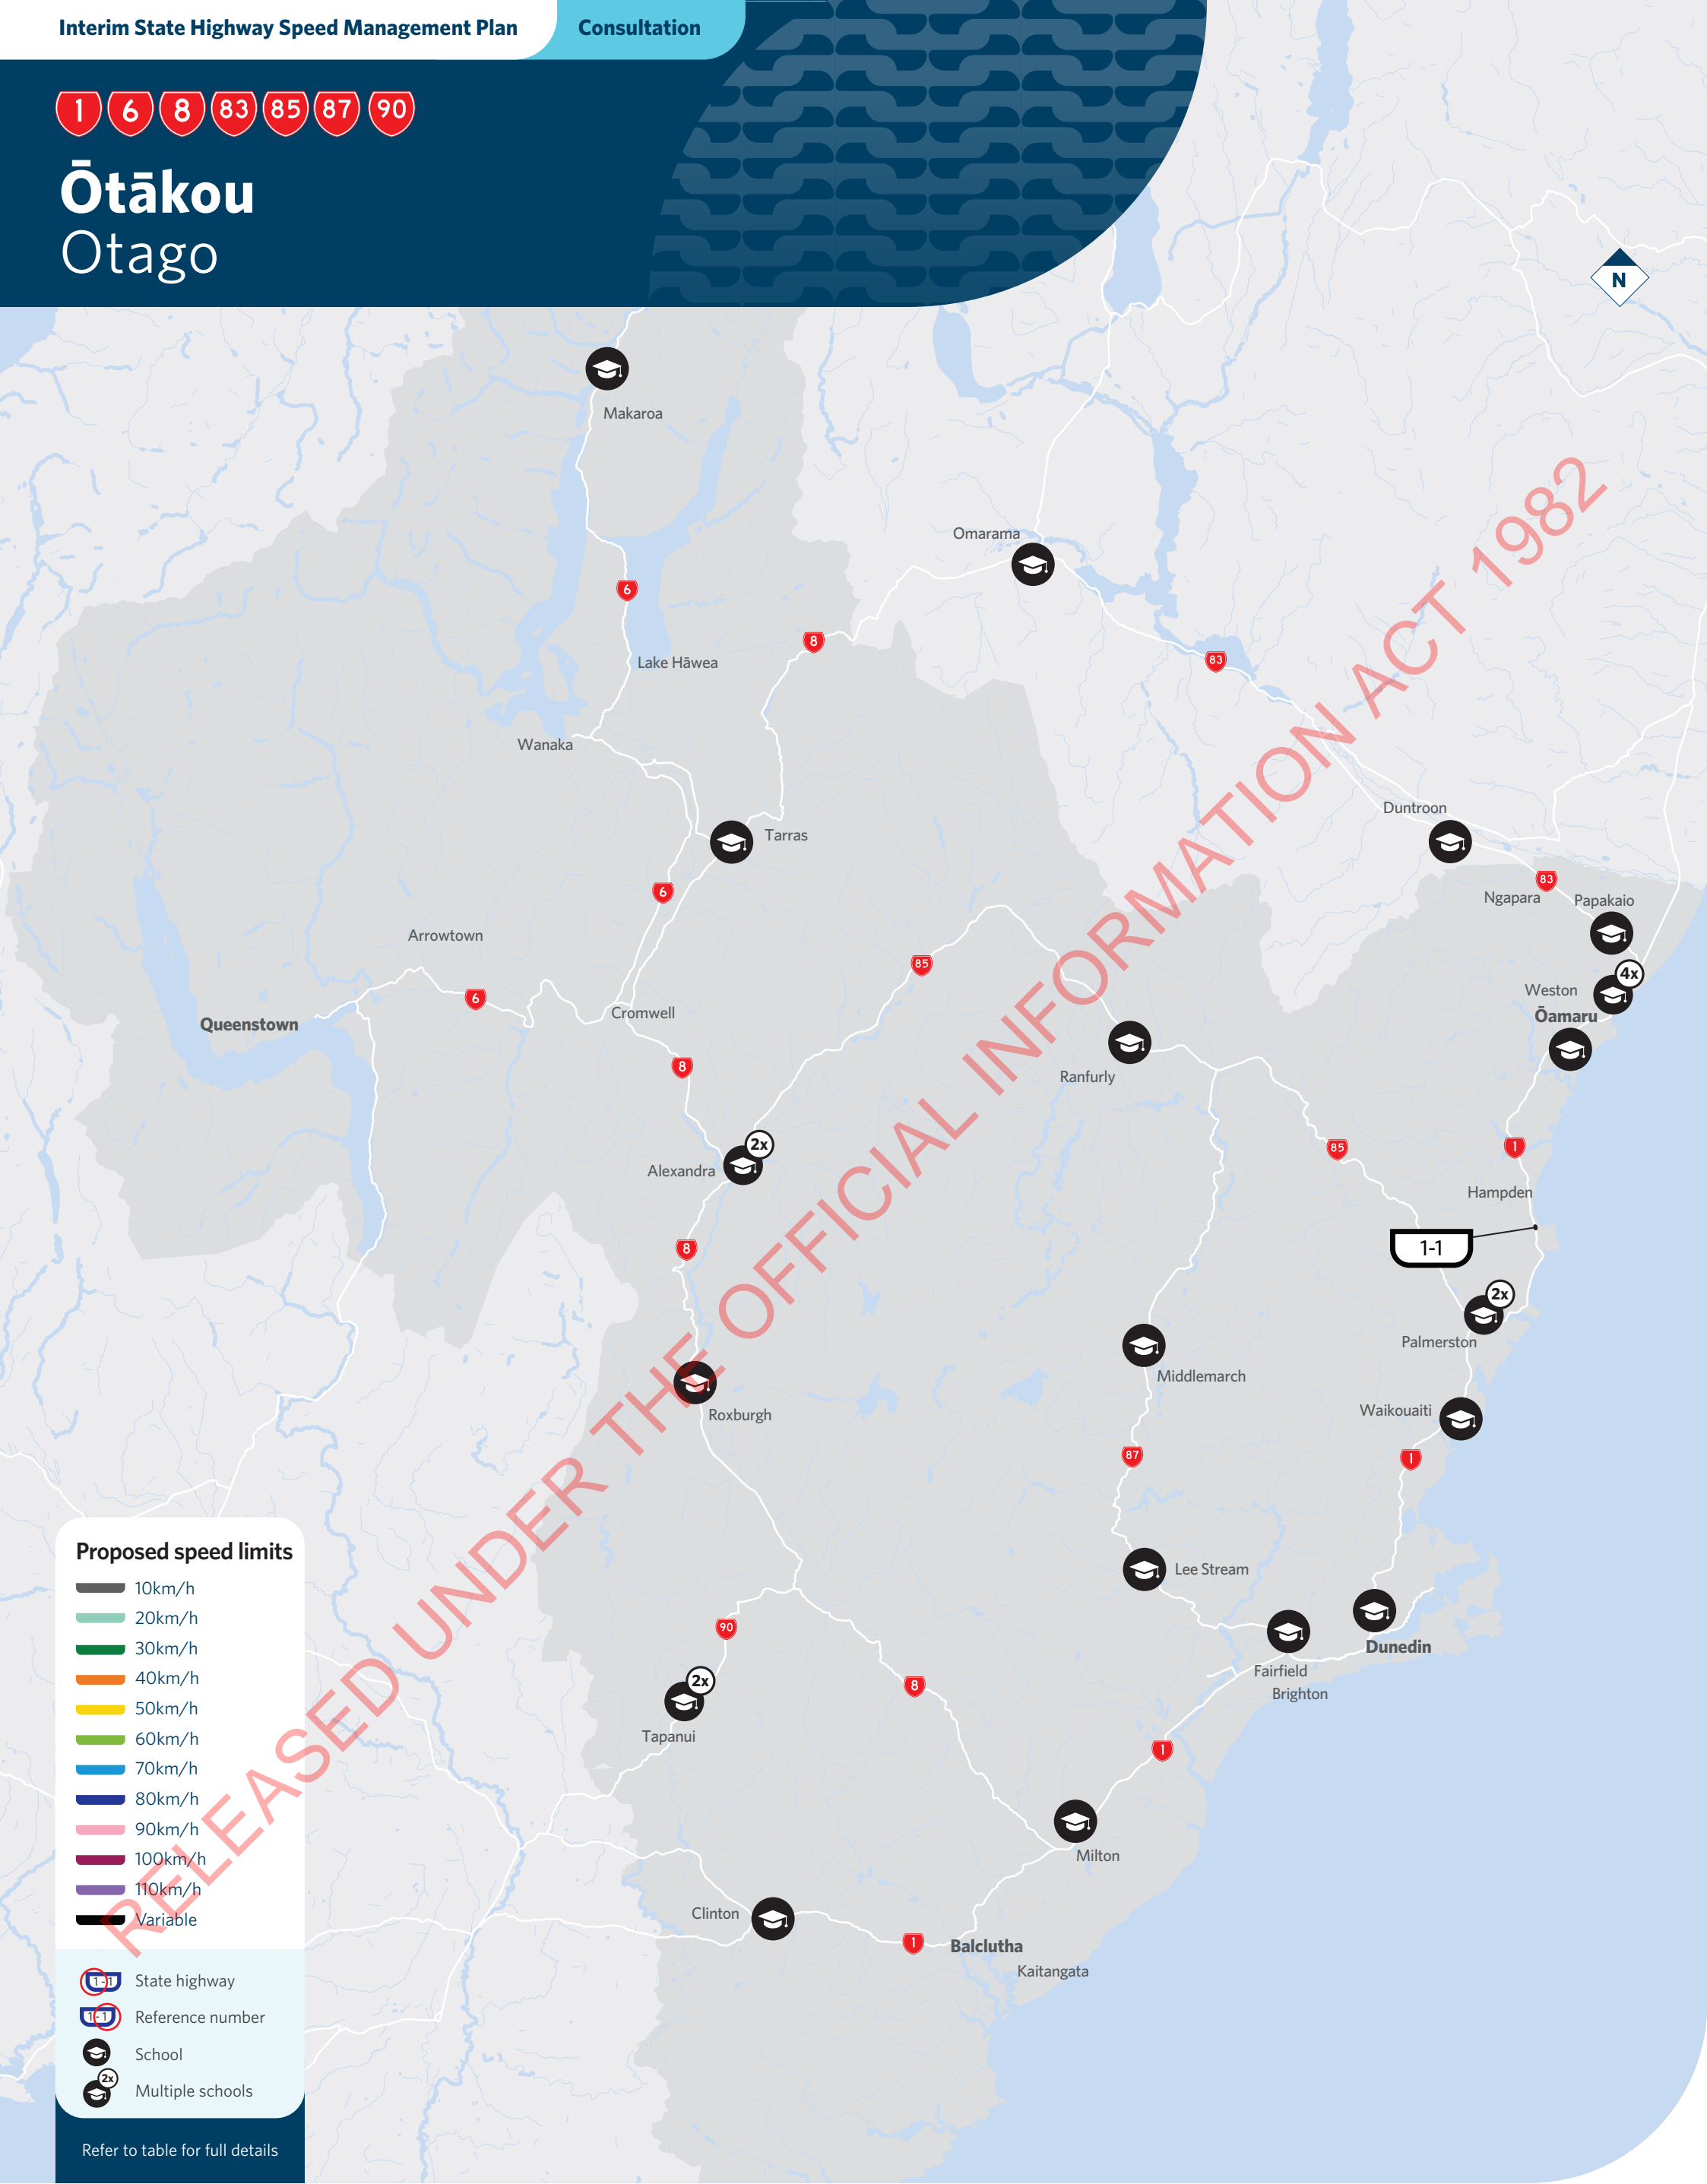 Interim State Highway Speed Management Plan
Consultation
1 6 8 83 85 87 90
Ōtākou
Otago
N
Makaroa
Omarama
6
8
Lake Hāwea
83
Wanaka
Duntroon
Tarras
83
6
Ngapara
Papakaio
Arrowtown
85
4x
6
Weston
Cromwell
Ōamaru
Queenstown
8
Ranfurly
2x
85
1
Alexandra
Hampden
8
1-1
2x
Palmerston
Middlemarch
Roxburgh
Waikouaiti
87
1
Lee Stream
90
Dunedin
Fairfield
2x
8
Brighton
Tapanui
1
Milton
Clinton
1
Balclutha
Kaitangata
Proposed speed limits
10km/h
20km/h
30km/h
40km/h
50km/h
60km/h
70km/h
80km/h
90km/h
100km/h
110km/h
Variable
1-1 State highway
1-1 Reference number
School
2x
Multiple schools
Refer to table for full details
RELEASED UNDER THE OFFICIAL INFORMATION ACT 1982